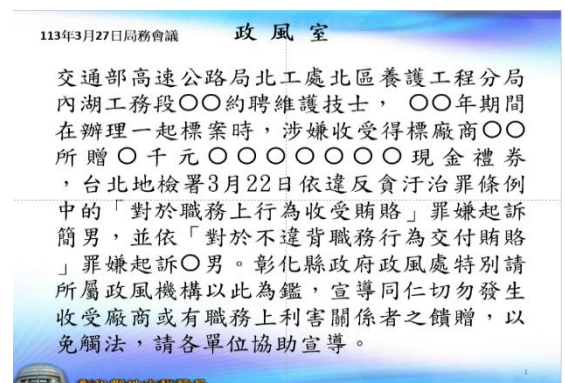 113年3月27日局務會議
政風室
交通部高速公路局北工處北區養護工程分局
內湖工務段〇〇約聘維護技士，〇〇年期間
在辦理一起標案時，涉嫌收受得標廠商〇〇
所贈〇千元〇〇〇〇〇〇〇〇現金禮券
，台北地檢署3月22日依違反貪汙治罪條例
中的「對於職務上行為收受賄賂」罪嫌起訴
簡男，並依「對於不違背職務行為交付賄賂
」罪嫌起訴〇男。彰化縣政府政風處特別請
所屬政風機構以此為鑑，宣導同仁切勿發生
收受廠商或有職務上利害關係者之餽贈，以
免觸法，請各單位協助宣導。
1